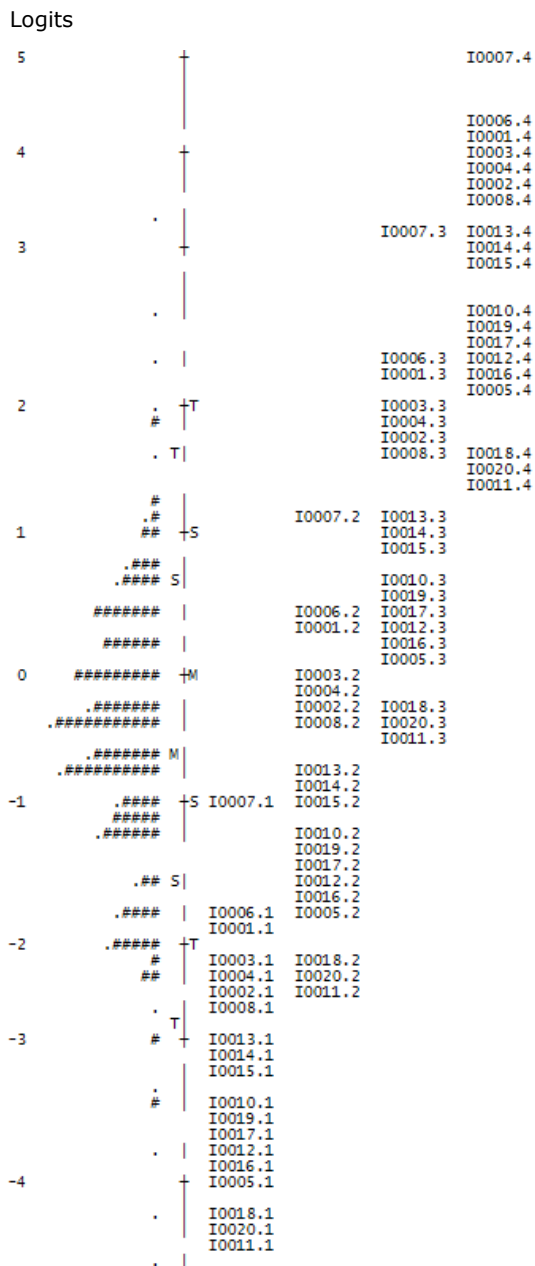 Logits
5 + I0007.4
|
|
|
| I0006.4
I0001.4
4 + I0003.4
| I0004.4
| I0002.4
I0008.4
. |
| I0007.3 I0013.4
3 + I0014.4
I0015.4
|
|
. | I0010.4
I0019.4
I0017.4
. | I0006.3 I0012.4
I0001.3 I0016.4
I0005.4
2 . +T I0003.3
# | I0004.3
I0002.3
. T| I0008.3 I0018.4
I0020.4
I0011.4
# |
.# | I0007.2 I0013.3
1 ## +S I0014.3
I0015.3
.### |
.#### S| I0010.3
I0019.3
####### | I0006.2 I0017.3
I0001.2 I0012.3
###### | I0016.3
I0005.3
0 ######### +M I0003.2
I0004.2
.####### | I0002.2 I0018.3
.########### | I0008.2 I0020.3
I0011.3
.####### M|
.########## | I0013.2
I0014.2
-1 .#### +S I0007.1 I0015.2
##### |
.###### | I0010.2
I0019.2
I0017.2
.## S| I0012.2
I0016.2
.#### | I0006.1 I0005.2
I0001.1
-2 .##### +T
# | I0003.1 I0018.2
## | I0004.1 I0020.2
I0002.1 I0011.2
. | I0008.1
T|
-3 # + I0013.1
I0014.1
I0015.1
. |
# | I0010.1
I0019.1
I0017.1
. | I0012.1
I0016.1
-4 + I0005.1
|
. | I0018.1
| I0020.1
I0011.1
. |